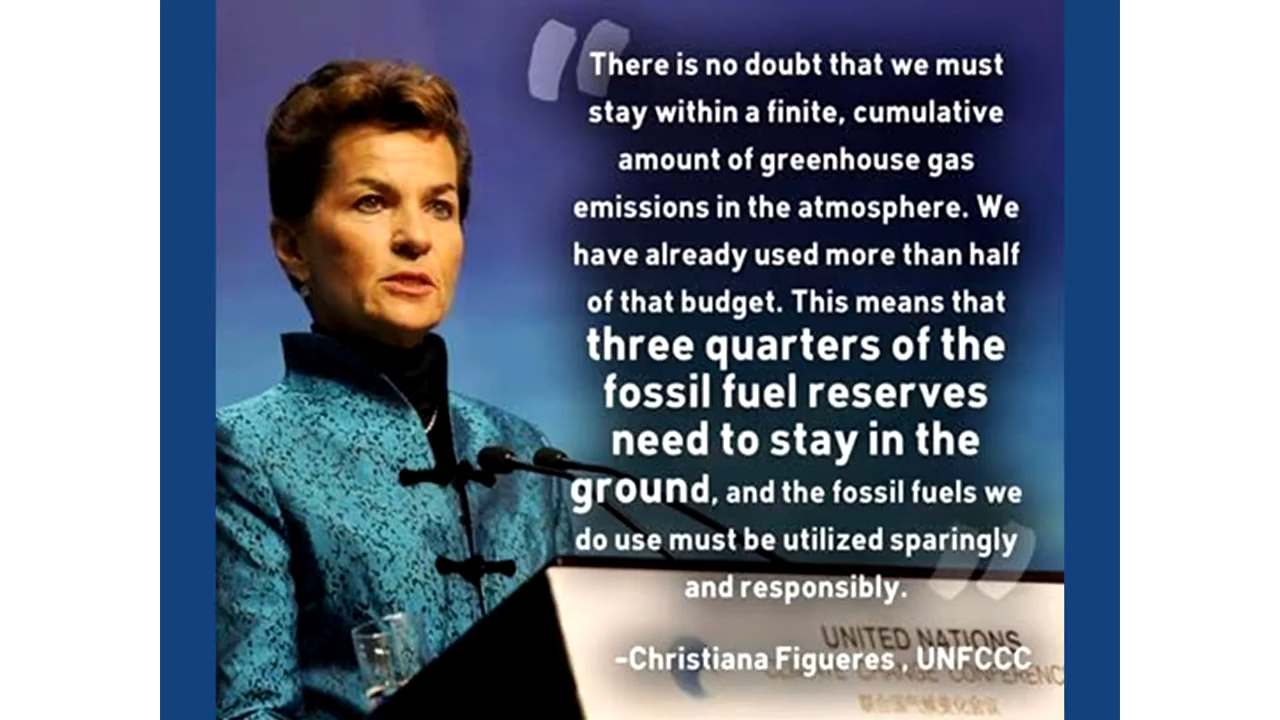 There is no doubt that we must
stay within a finite, cumulative
amount of greenhouse gas
emissions in the atmosphere. We
have already used more than half
of that budget. This means that
three quarters of the
fossil fuel reserves
need to stay in the
ground, and the fossil fuels we
do use must be utilized sparingly
and responsibly.
UNITED NATIONS
-Christiana Figueres , UNFCCC
CLIMATE CHANGE CONFERENC